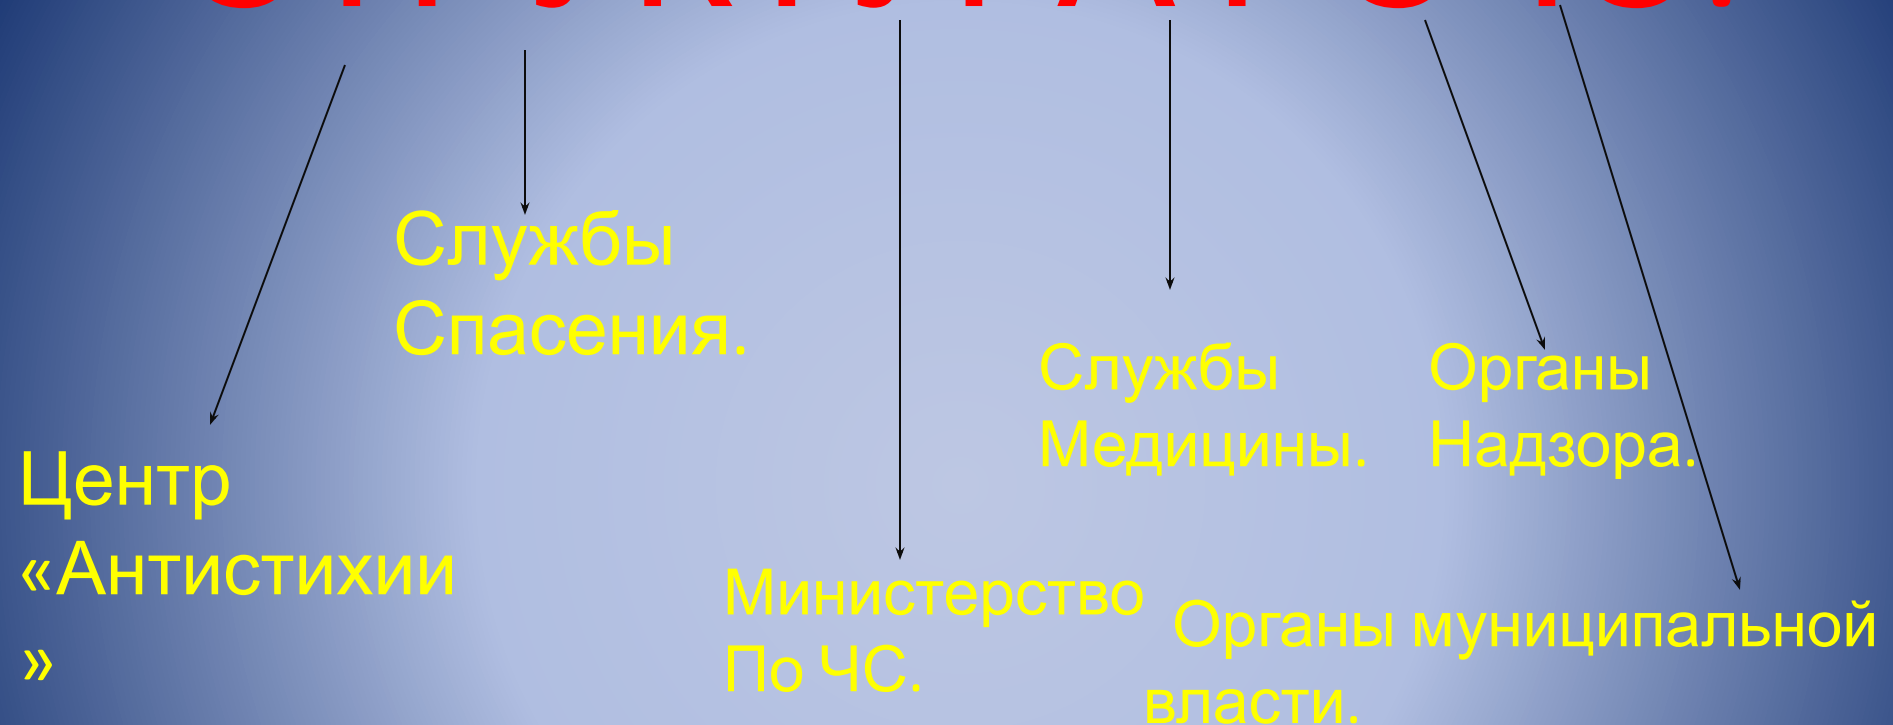 Службы
Спасения.
Службы
Медицины.
Органы
Надзора.
Центр
«Антистихии
»
Министерство
По ЧС.
Органы муниципальной
власти.